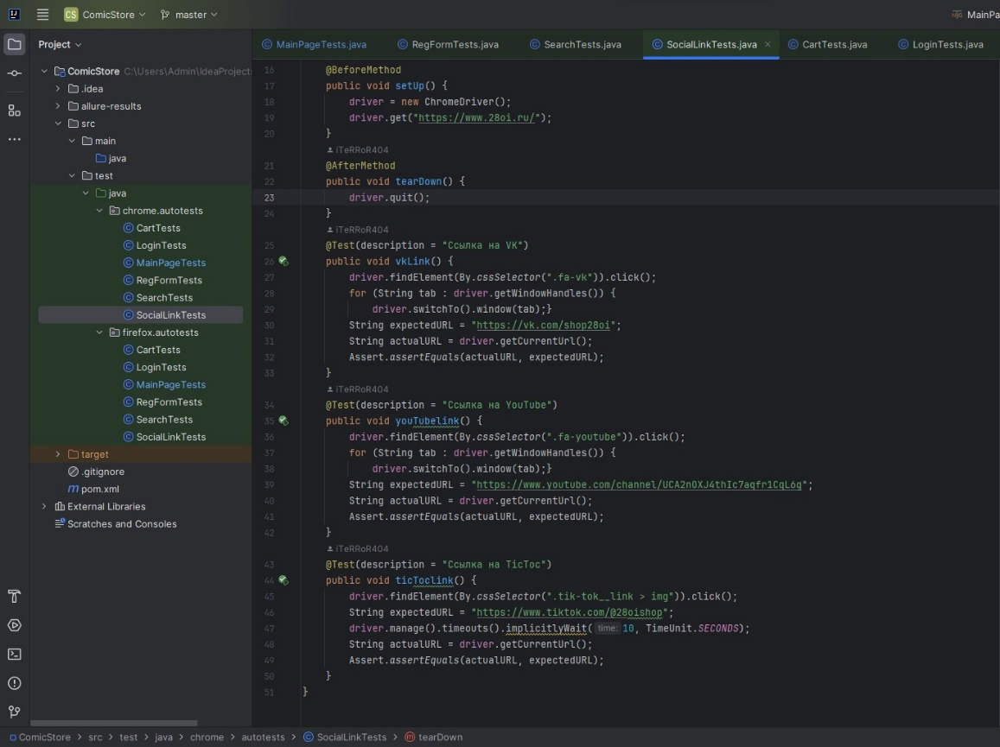 CS ComicStore master MainPa
Project
MainPageTests.java RegFormTests.java SearchTests.java SocialLinkTests.java CartTests.java LoginTests.java
ComicStore C:\Users\Admin\IdeaProject
.idea
allure-results
src
main
java
test
java
chrome.autotests
CartTests
LoginTests
MainPageTests
RegFormTests
SearchTests
SocialLinkTests
firefox.autotests
CartTests
LoginTests
MainPageTests
RegFormTests
SearchTests
SocialLinkTests
target
.gitignore
pom.xml
External Libraries
Scratches and Consoles
16 @BeforeMethod
17 public void setUp() {
18 driver = new ChromeDriver();
19 driver.get("https://www.28oi.ru/");
20 }
iTeRRoR404
21 @AfterMethod
22 public void tearDown() {
23 driver.quit();
24 }
iTeRRoR404
25 @Test(description = "Ссылка на VK")
26 public void vkLink() {
27 driver.findElement(By.cssSelector(".fa-vk")).click();
28 for (String tab : driver.getWindowHandles()) {
29 driver.switchTo().window(tab);}
30 String expectedURL = "https://vk.com/shop28oi";
31 String actualURL = driver.getCurrentUrl();
32 Assert.assertEquals(actualURL, expectedURL);
33 }
iTeRRoR404
34 @Test(description = "Ссылка на YouTube")
35 public void youTubelink() {
36 driver.findElement(By.cssSelector(".fa-youtube")).click();
37 for (String tab : driver.getWindowHandles()) {
38 driver.switchTo().window(tab);}
39 String expectedURL = "https://www.youtube.com/channel/UCA2nOXJ4thIc7aqfr1CqL6g";
40 String actualURL = driver.getCurrentUrl();
41 Assert.assertEquals(actualURL, expectedURL);
42 }
iTeRRoR404
43 @Test(description = "Ссылка на TicToc")
44 public void ticToclink() {
45 driver.findElement(By.cssSelector(".tik-tok__link > img")).click();
46 String expectedURL = "https://www.tiktok.com/@28oishop";
47 driver.manage().timeouts().implicitlyWait( time: 10, TimeUnit.SECONDS);
48 String actualURL = driver.getCurrentUrl();
49 Assert.assertEquals(actualURL, expectedURL);
50 }
51 }
ComicStore > src > test > java > chrome > autotests > SocialLinkTests > tearDown